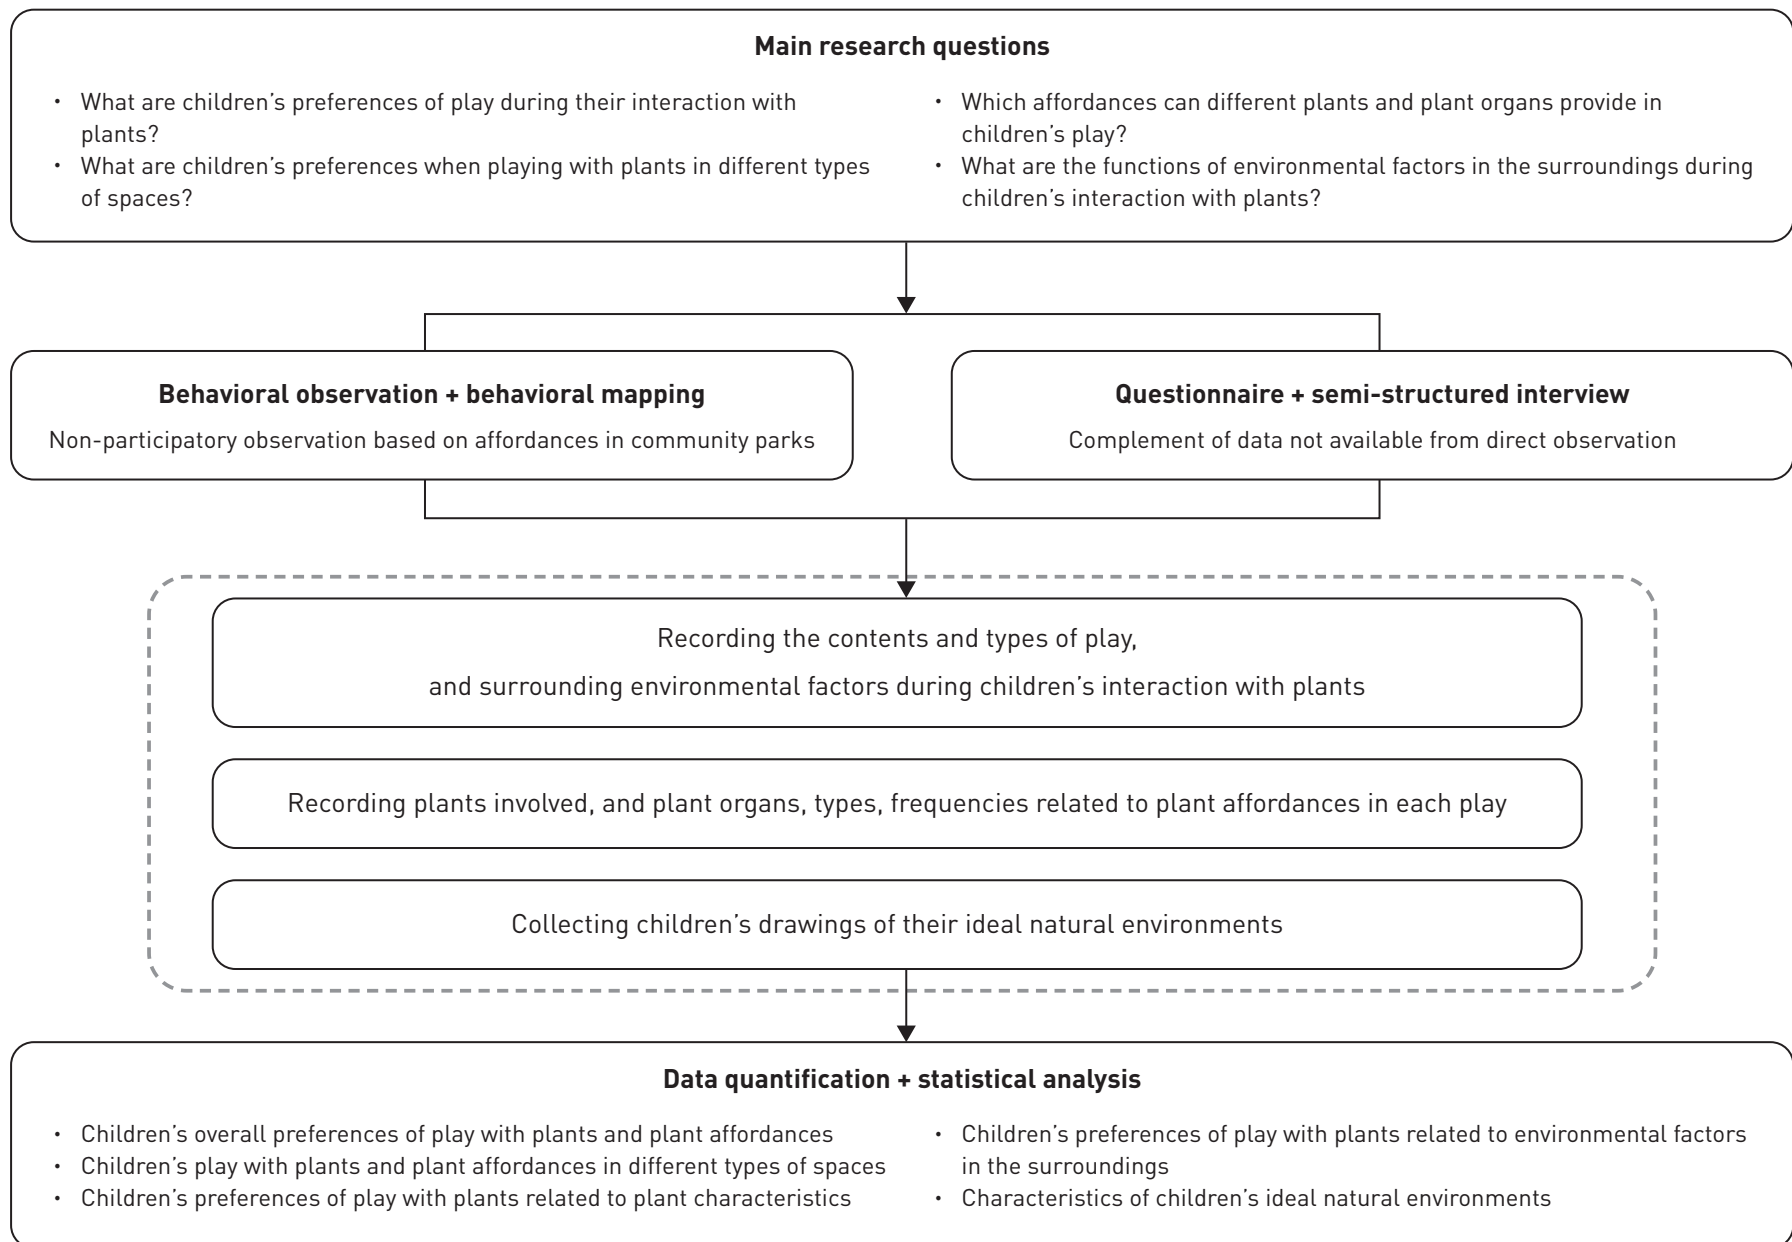 Main research questions
• What are children’s preferences of play during their interaction with
plants?
• What are children’s preferences when playing with plants in different types
of spaces?
• Which affordances can different plants and plant organs provide in
children’s play?
• What are the functions of environmental factors in the surroundings during
children’s interaction with plants?
Behavioral observation + behavioral mapping
Non-participatory observation based on affordances in community parks
Questionnaire + semi-structured interview
Complement of data not available from direct observation
Recording the contents and types of play,
and surrounding environmental factors during children’s interaction with plants
Recording plants involved, and plant organs, types, frequencies related to plant affordances in each play
Collecting children’s drawings of their ideal natural environments
Data quantification + statistical analysis
• Children’s overall preferences of play with plants and plant affordances
• Children’s play with plants and plant affordances in different types of spaces
• Children’s preferences of play with plants related to plant characteristics
• Children’s preferences of play with plants related to environmental factors
in the surroundings
• Characteristics of children’s ideal natural environments